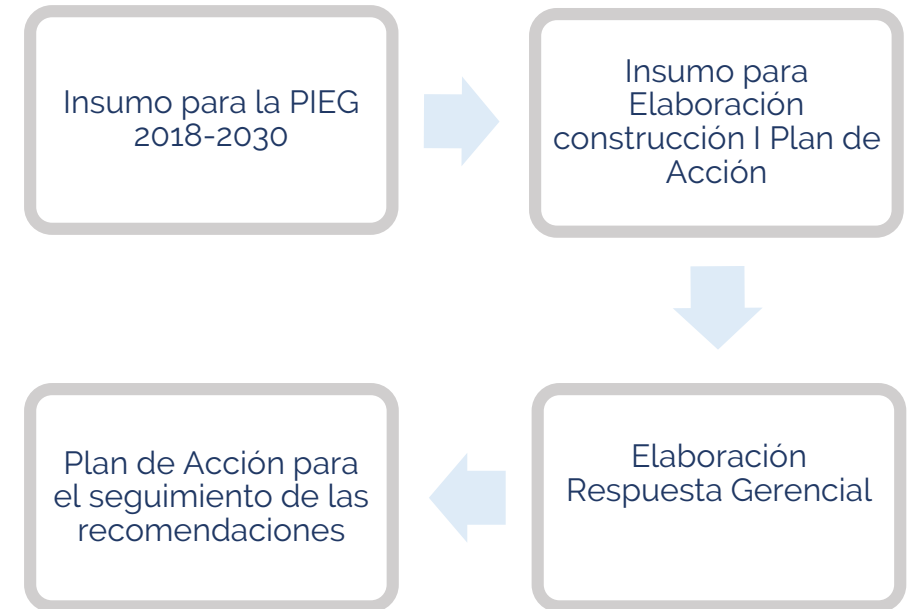 Insumo para la PIEG
2018-2030
Insumo para
Elaboración
construcción I Plan de
Acción
Elaboración
Respuesta Gerencial
Plan de Acción para
el seguimiento de las
recomendaciones